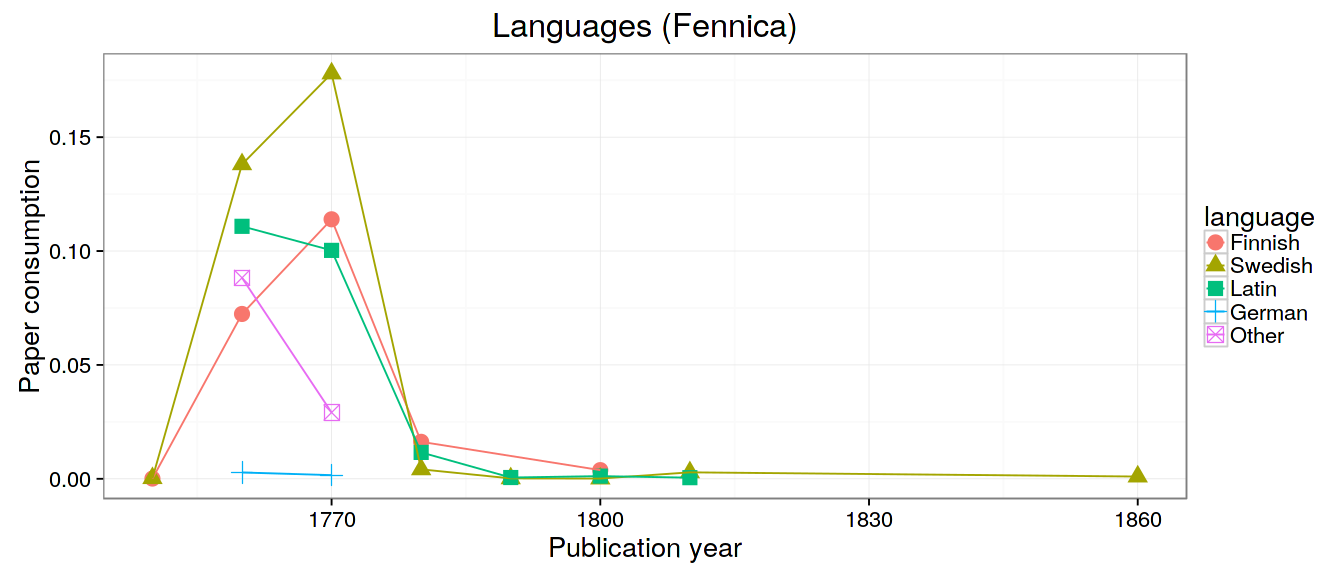 Languages (Fennica)
Paper consumption
0.15
0.10
0.05
0.00
1770
1800
1830
1860
Publication year
language
Finnish
Swedish
Latin
German
Other